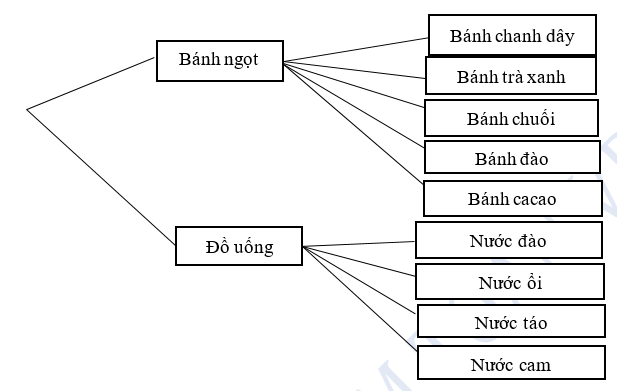 Bánh ngọt
Bánh chanh dây
Bánh trà xanh
Bánh chuối
Bánh đào
Bánh cacao
Đồ uống
Nước đào
Nước ổi
Nước táo
Nước cam